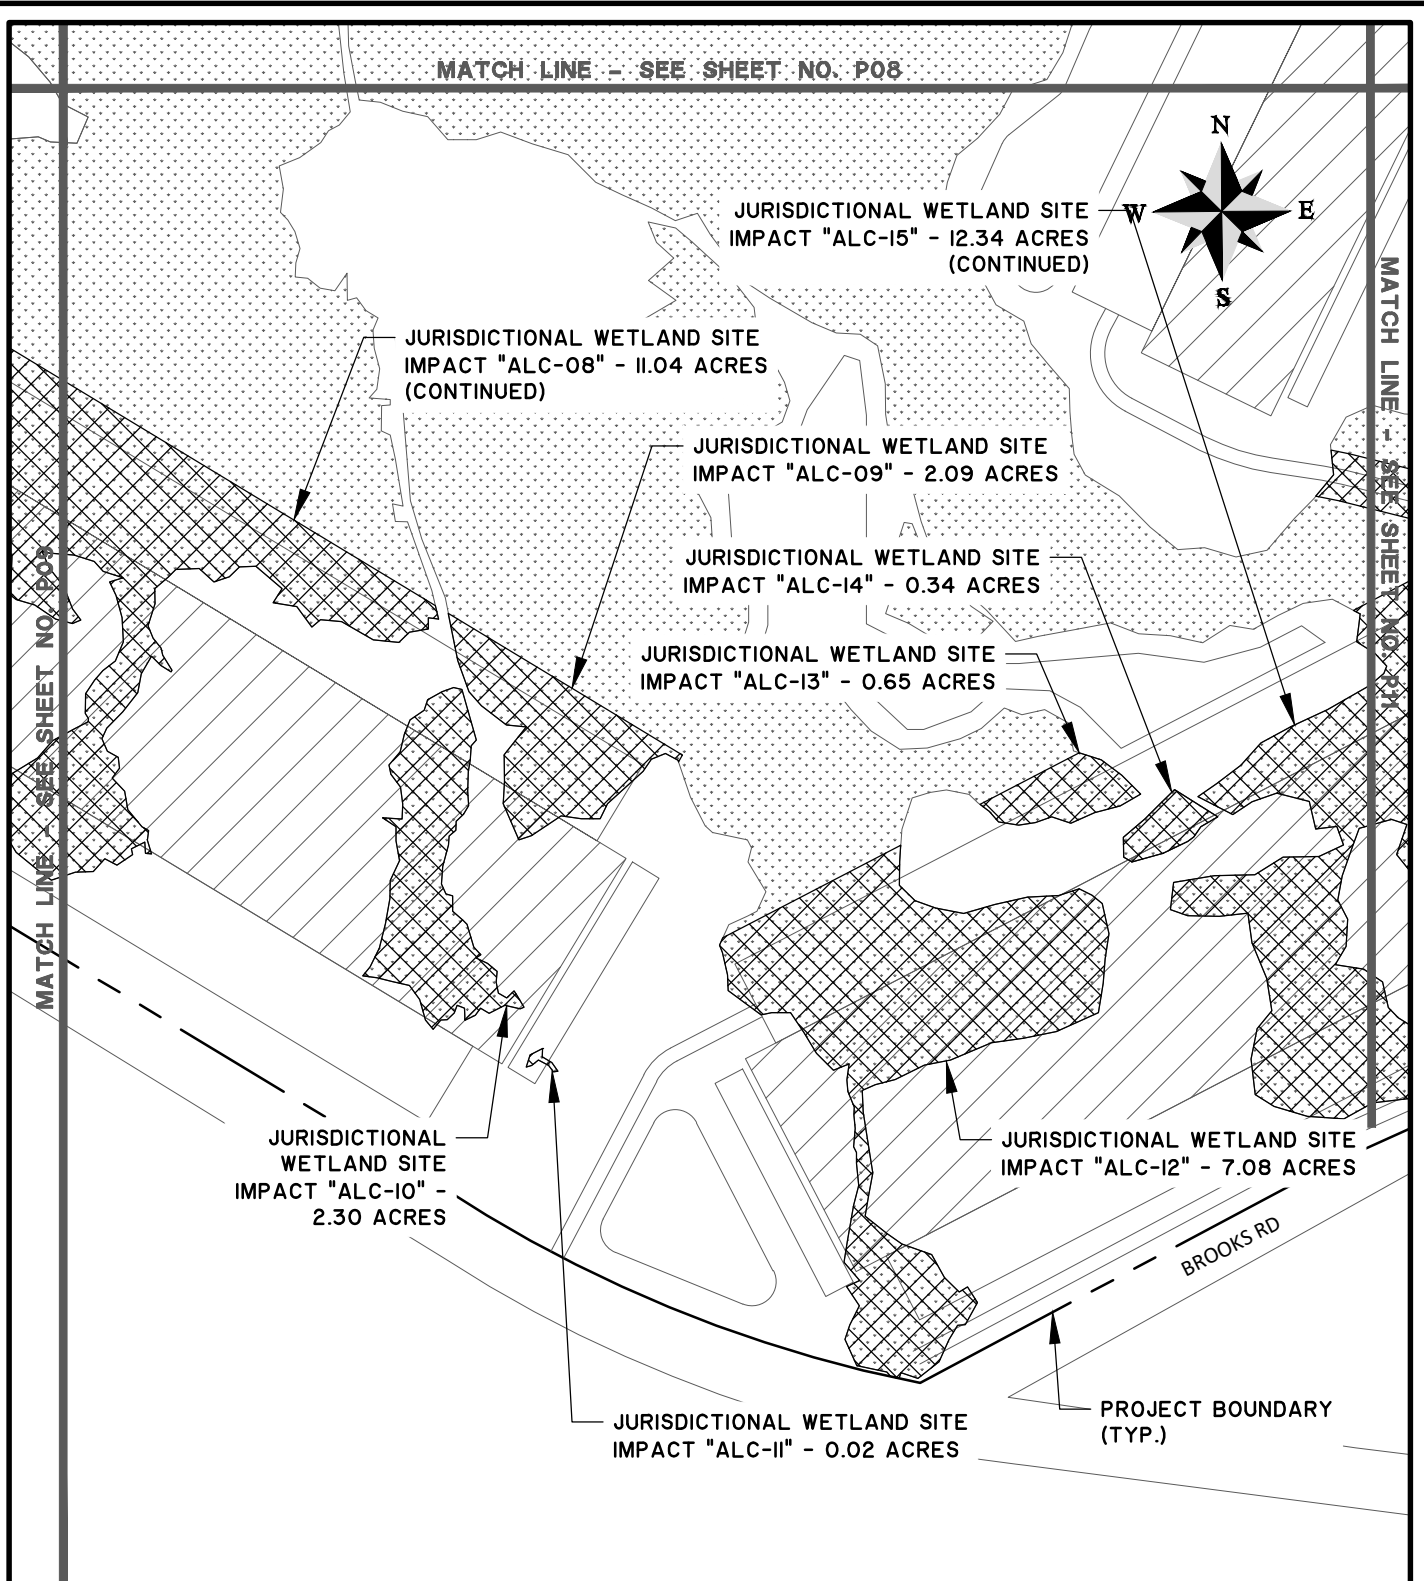 MATCH LINE - SEE SHEET NO. P08
N
W
E
S
JURISDICTIONAL WETLAND SITE
IMPACT "ALC-15" - 12.34 ACRES
(CONTINUED)
MATCH LINE - SEE SHEET NO. P11
JURISDICTIONAL WETLAND SITE
IMPACT "ALC-08" - 11.04 ACRES
(CONTINUED)
JURISDICTIONAL WETLAND SITE
IMPACT "ALC-09" - 2.09 ACRES
JURISDICTIONAL WETLAND SITE
IMPACT "ALC-14" - 0.34 ACRES
JURISDICTIONAL WETLAND SITE
IMPACT "ALC-13" - 0.65 ACRES
MATCH LINE - SEE SHEET NO. P09
JURISDICTIONAL
WETLAND SITE
IMPACT "ALC-10" -
2.30 ACRES
JURISDICTIONAL WETLAND SITE
IMPACT "ALC-12" - 7.08 ACRES
BROOKS RD
JURISDICTIONAL WETLAND SITE
IMPACT "ALC-11" - 0.02 ACRES
PROJECT BOUNDARY
(TYP.)